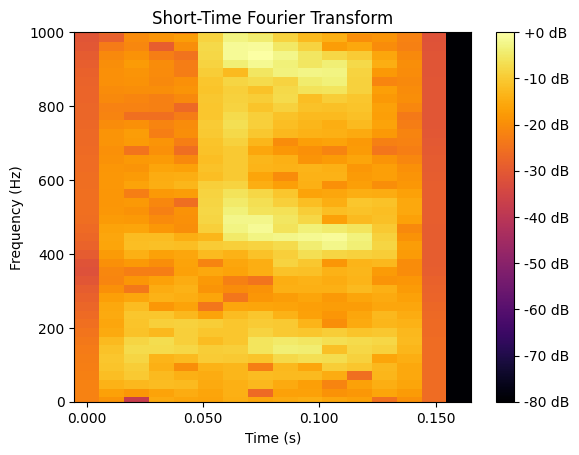 Short-Time Fourier Transform
1000
800
600
400
200
0
Frequency (Hz)
0.000
0.050
0.100
0.150
Time (s)
+0 dB
-10 dB
-20 dB
-30 dB
-40 dB
-50 dB
-60 dB
-70 dB
-80 dB